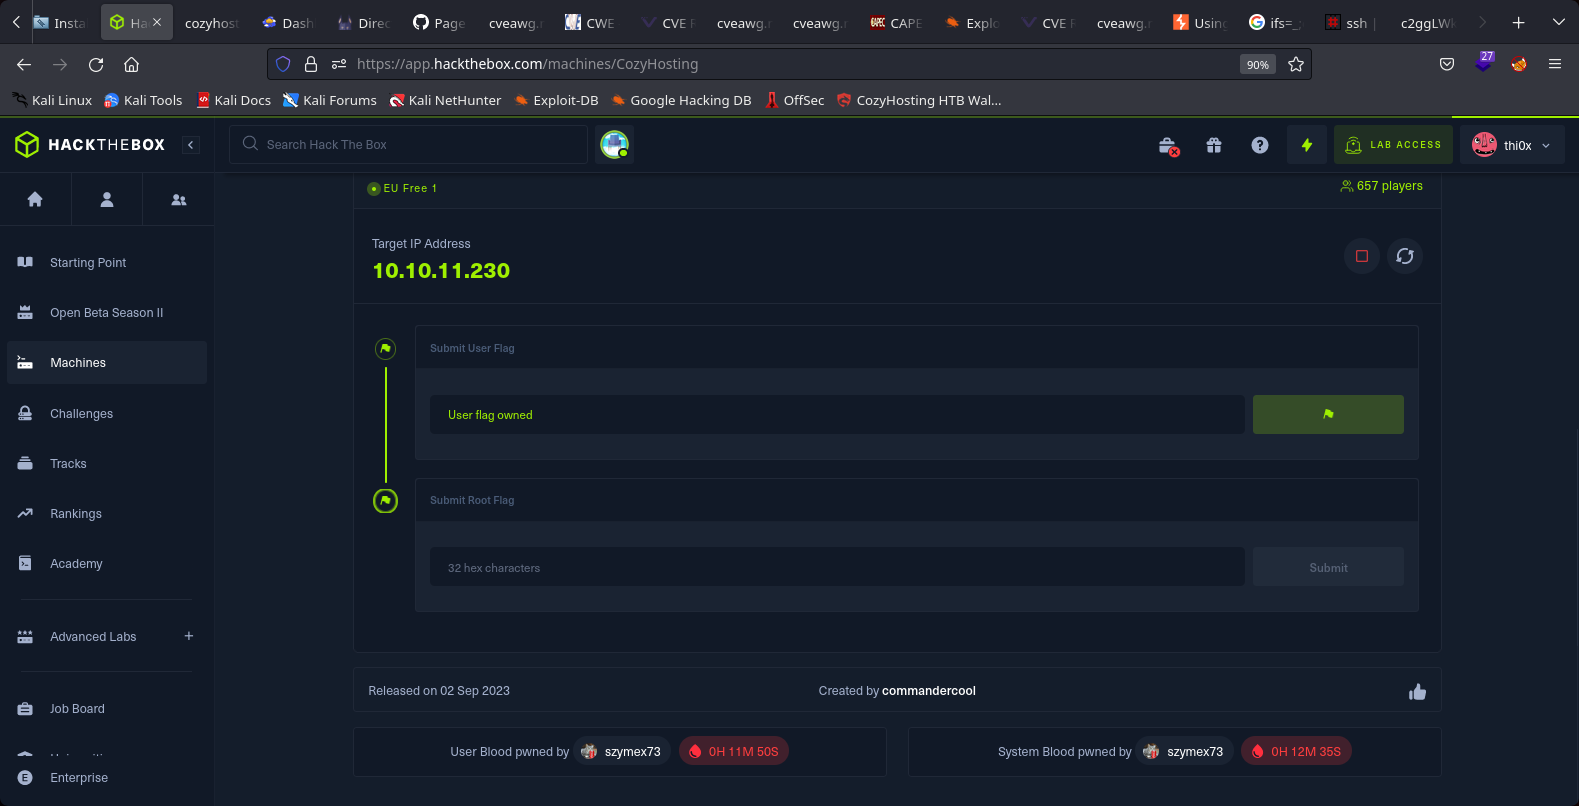 Insta
Ha
cozyhost
Dash
Direc
Page
cveawg.r
CWE
CVE F
cveawg.r
cveawg.r
CAPE
Explo
CVE F
cveawg.r
Using
ifs=_;
ssh |
c2ggLWk
https://app.hackthebox.com/machines/CozyHosting
90%
27
Kali Linux
Kali Tools
Kali Docs
Kali Forums
Kali NetHunter
Exploit-DB
Google Hacking DB
OffSec
CozyHosting HTB Wal...
HACKTHEBOX
Search Hack The Box
LAB ACCESS
thi0x
EU Free 1
657 players
Starting Point
Open Beta Season II
Machines
Challenges
Tracks
Rankings
Academy
Advanced Labs
Job Board
Enterprise
Target IP Address
10.10.11.230
Submit User Flag
User flag owned
Submit Root Flag
32 hex characters
Submit
Released on 02 Sep 2023
Created by commandercool
User Blood pwned by szymex73 0H 11M 50S
System Blood pwned by szymex73 0H 12M 35S